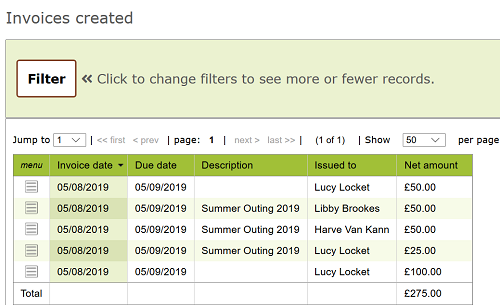 Invoices created
Filter « Click to change filters to see more or fewer records.
Jump to 1 | << first < prev | page: 1 | next > last >> | (1 of 1) | Show 50 per page
menu Invoice date Due date Description Issued to Net amount
05/08/2019 05/09/2019 Lucy Locket £50.00
05/08/2019 05/09/2019 Summer Outing 2019 Libby Brookes £50.00
05/08/2019 05/09/2019 Summer Outing 2019 Harve Van Kann £50.00
05/08/2019 05/09/2019 Summer Outing 2019 Lucy Locket £25.00
05/08/2019 05/09/2019 Lucy Locket £100.00
Total £275.00